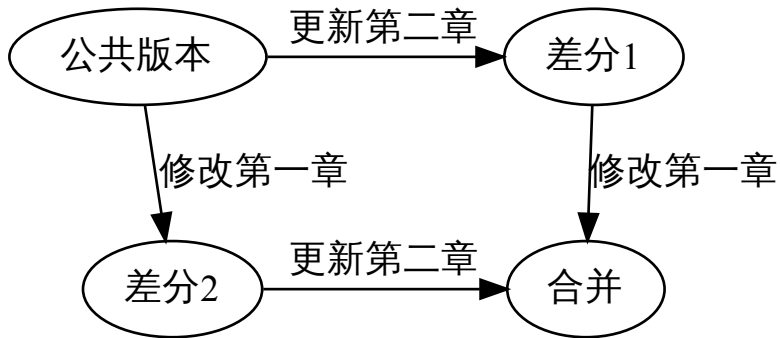 公共版本
更新第二章
差分1
修改第一章
修改第一章
差分2
更新第二章
合并